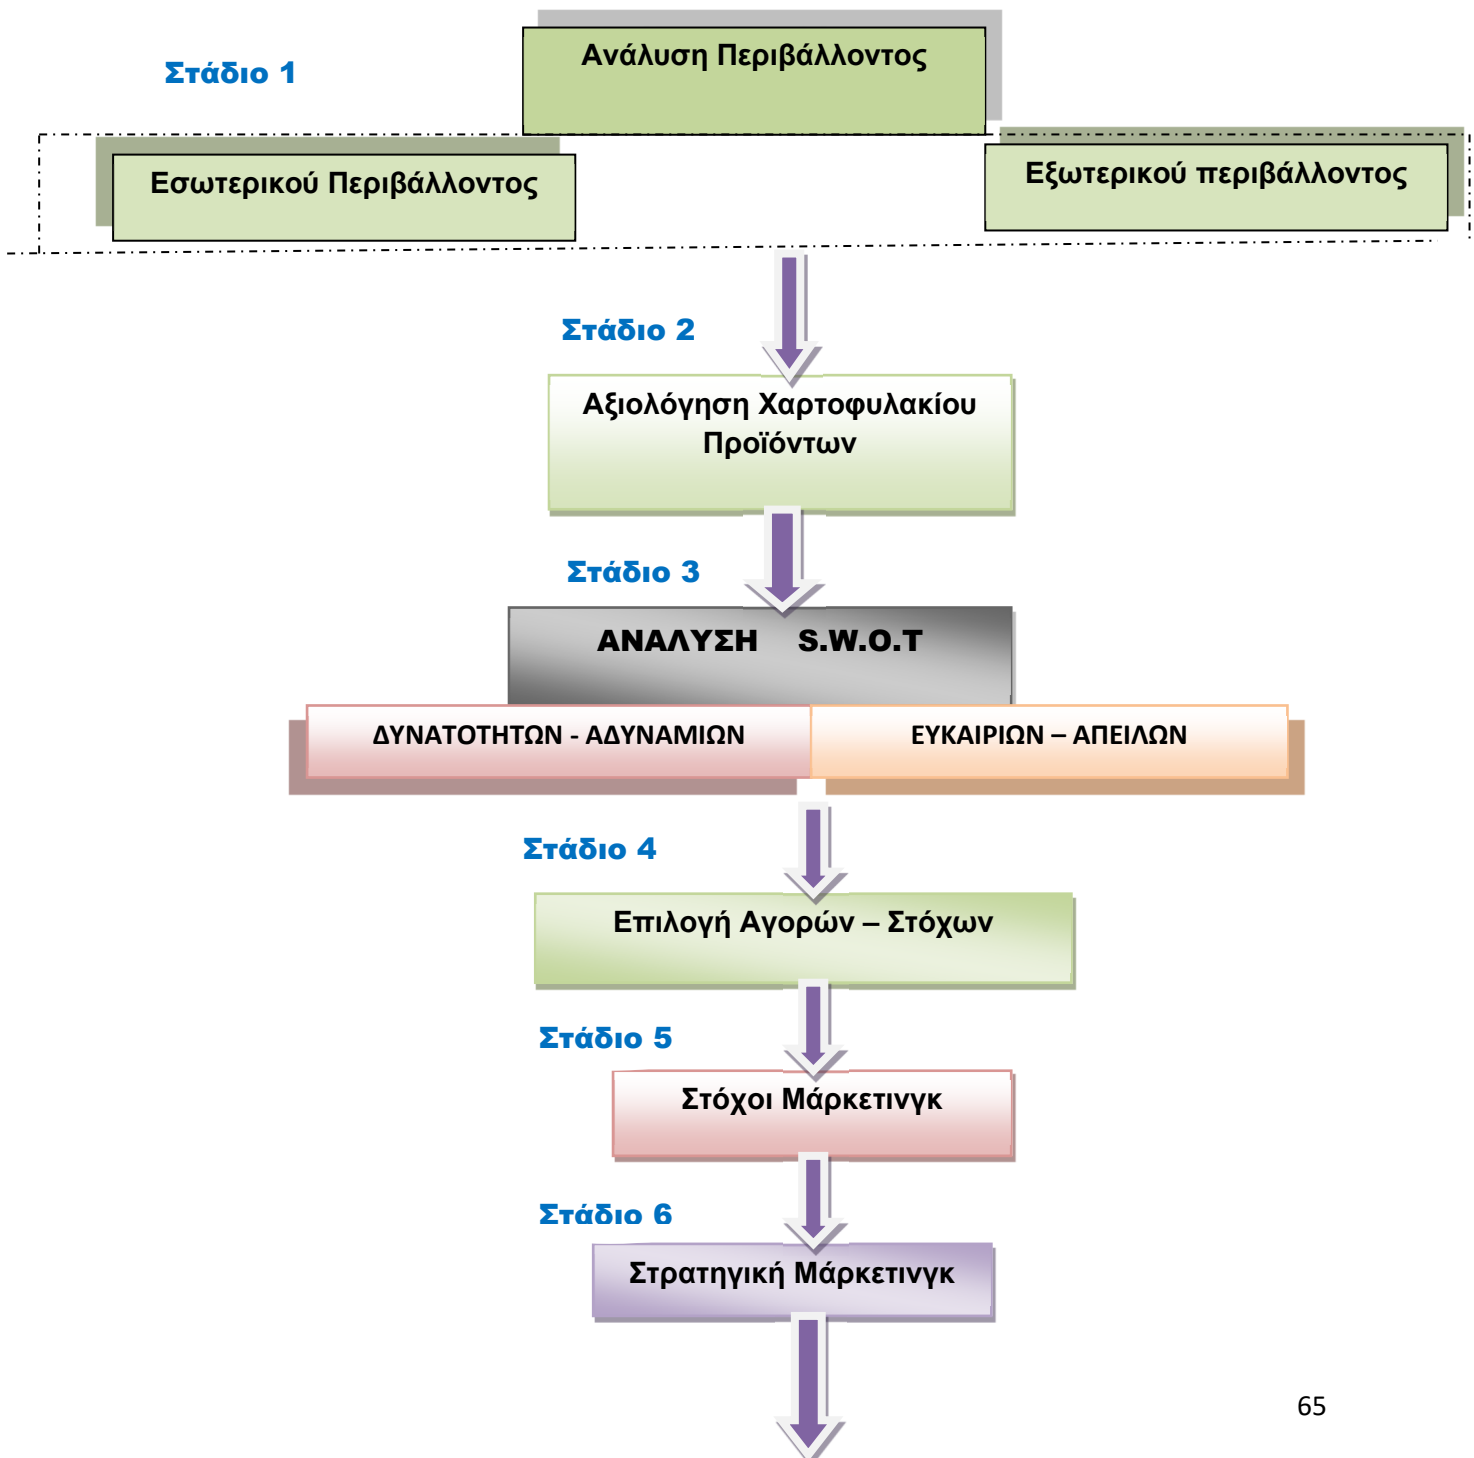 Στάδιο 1
Ανάλυση Περιβάλλοντος
Εσωτερικού Περιβάλλοντος
Εξωτερικού περιβάλλοντος
Στάδιο 2
Αξιολόγηση Χαρτοφυλακίου
Προϊόντων
Στάδιο 3
ΑΝΑΛΥΣΗ S.W.O.T
ΔΥΝΑΤΟΤΗΤΩΝ - ΑΔΥΝΑΜΙΩΝ
ΕΥΚΑΙΡΙΩΝ – ΑΠΕΙΛΩΝ
Στάδιο 4
Επιλογή Αγορών – Στόχων
Στάδιο 5
Στόχοι Μάρκετινγκ
Στάδιο 6
Στρατηγική Μάρκετινγκ
65